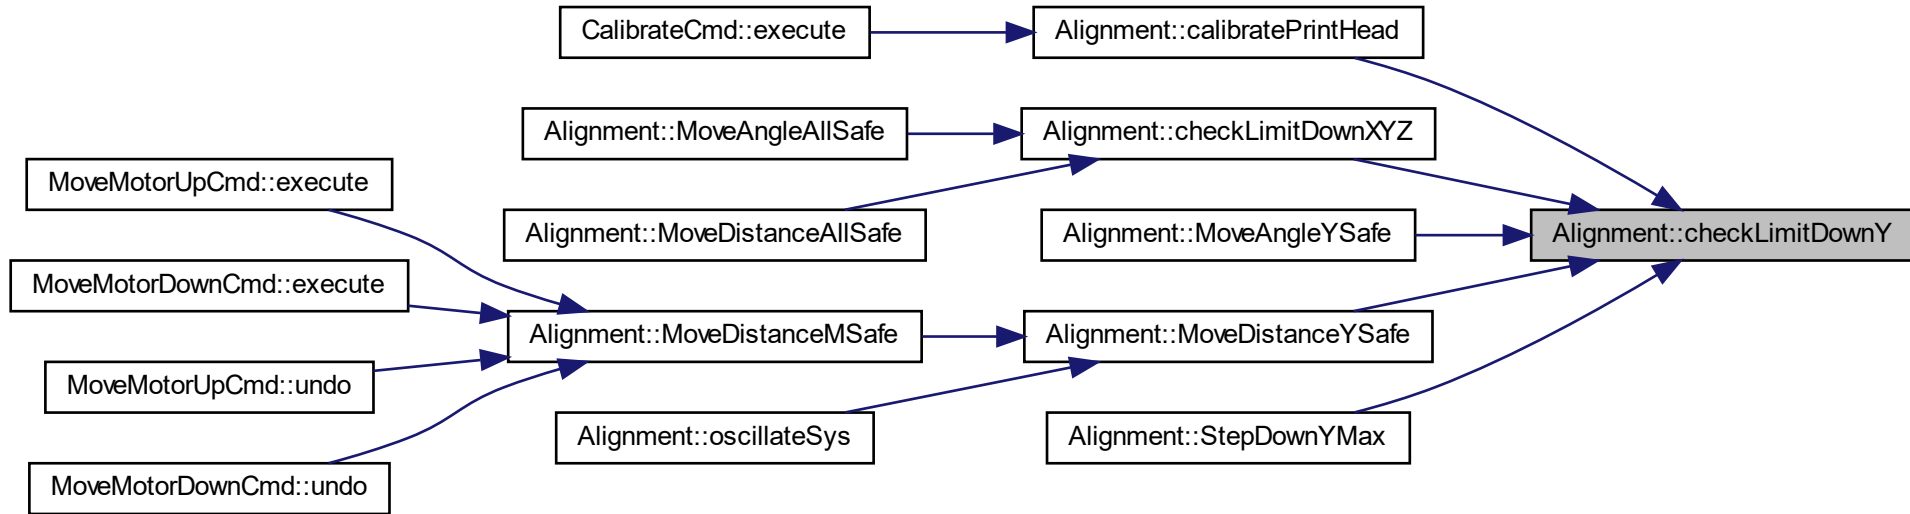 CalibrateCmd::execute
Alignment::calibratePrintHead
Alignment::MoveAngleAllSafe
Alignment::checkLimitDownXYZ
MoveMotorUpCmd::execute
Alignment::MoveDistanceAllSafe
Alignment::MoveAngleYSafe
Alignment::checkLimitDownY
MoveMotorDownCmd::execute
Alignment::MoveDistanceMSafe
Alignment::MoveDistanceYSafe
MoveMotorUpCmd::undo
Alignment::oscillateSys
Alignment::StepDownYMax
MoveMotorDownCmd::undo